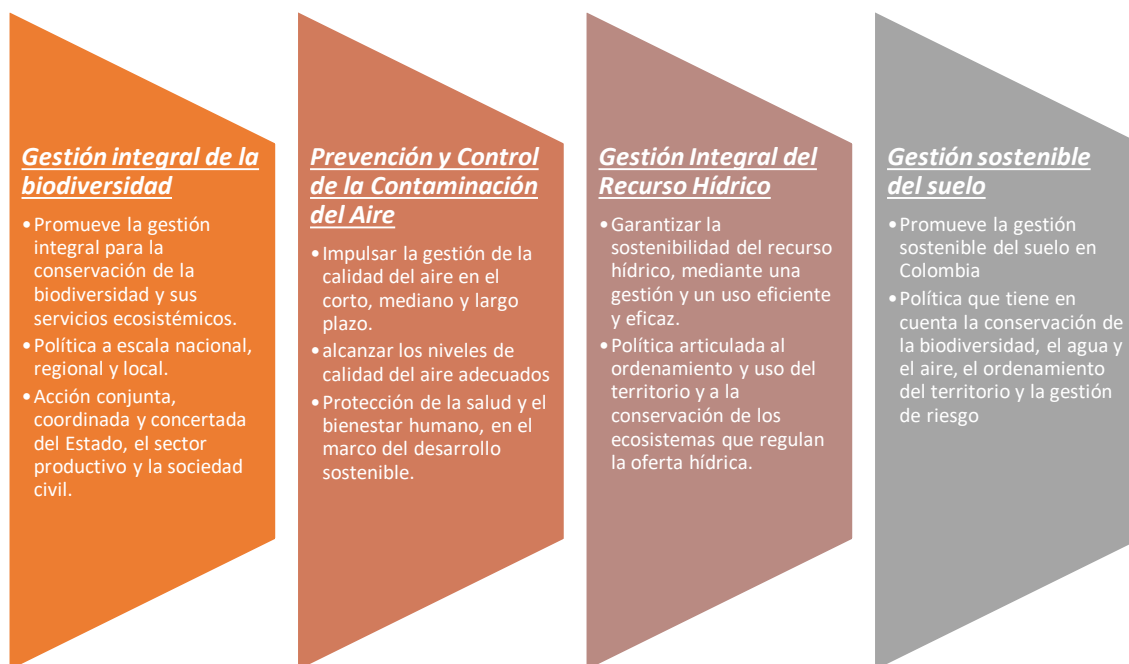 Gestión integral de la
biodiversidad
•Promueve la gestión
integral para la
conservación de la
biodiversidad y sus
servicios ecosistémicos.
•Política a escala nacional,
regional y local.
•Acción conjunta,
coordinada y concertada
del Estado, el sector
productivo y la sociedad
civil.
Prevención y Control
de la Contaminación
del Aire
•Impulsar la gestión de la
calidad del aire en el
corto, mediano y largo
plazo.
•alcanzar los niveles de
calidad del aire adecuados
•Protección de la salud y el
bienestar humano, en el
marco del desarrollo
sostenible.
Gestión Integral del
Recurso Hídrico
•Garantizar la
sostenibilidad del recurso
hídrico, mediante una
gestión y un uso eficiente
y eficaz.
•Política articulada al
ordenamiento y uso del
territorio y a la
conservación de los
ecosistemas que regulan
la oferta hídrica.
Gestión sostenible
del suelo
•Promueve la gestión
sostenible del suelo en
Colombia
•Política que tiene en
cuenta la conservación de
la biodiversidad, el agua y
el aire, el ordenamiento
del territorio y la gestión
de riesgo